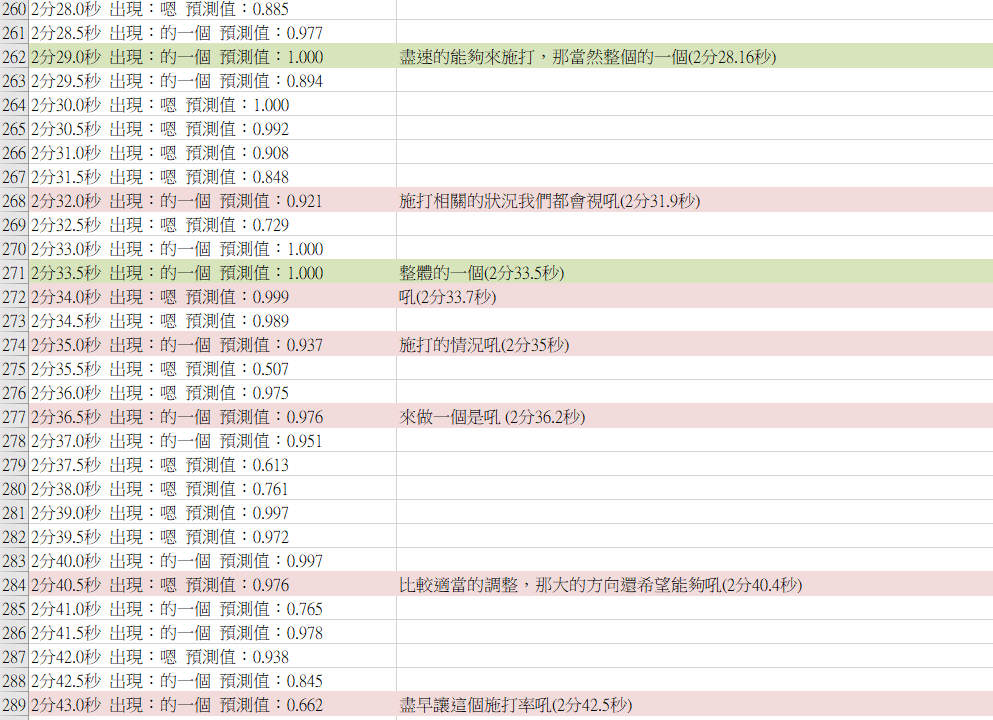 260 2分28.0秒 出現：嗯 預測值：0.885
261 2分28.5秒 出現：的一個 預測值：0.977
262 2分29.0秒 出現：的一個 預測值：1.000 盡速的能夠來施打，那當然整個的一個(2分28.16秒)
263 2分29.5秒 出現：的一個 預測值：0.894
264 2分30.0秒 出現：嗯 預測值：1.000
265 2分30.5秒 出現：嗯 預測值：0.992
266 2分31.0秒 出現：嗯 預測值：0.908
267 2分31.5秒 出現：嗯 預測值：0.848
268 2分32.0秒 出現：的一個 預測值：0.921 施打相關的狀況我們都會視吼(2分31.9秒)
269 2分32.5秒 出現：嗯 預測值：0.729
270 2分33.0秒 出現：的一個 預測值：1.000
271 2分33.5秒 出現：的一個 預測值：1.000 整體的一個(2分33.5秒)
272 2分34.0秒 出現：嗯 預測值：0.999 吼(2分33.7秒)
273 2分34.5秒 出現：嗯 預測值：0.989
274 2分35.0秒 出現：的一個 預測值：0.937 施打的情況吼(2分35秒)
275 2分35.5秒 出現：嗯 預測值：0.507
276 2分36.0秒 出現：嗯 預測值：0.975
277 2分36.5秒 出現：的一個 預測值：0.976 來做一個是吼 (2分36.2秒)
278 2分37.0秒 出現：的一個 預測值：0.951
279 2分37.5秒 出現：嗯 預測值：0.613
280 2分38.0秒 出現：嗯 預測值：0.761
281 2分39.0秒 出現：嗯 預測值：0.997
282 2分39.5秒 出現：嗯 預測值：0.972
283 2分40.0秒 出現：的一個 預測值：0.997
284 2分40.5秒 出現：嗯 預測值：0.976 比較適當的調整，那大的方向還希望能夠吼(2分40.4秒)
285 2分41.0秒 出現：的一個 預測值：0.765
286 2分41.5秒 出現：的一個 預測值：0.978
287 2分42.0秒 出現：嗯 預測值：0.938
288 2分42.5秒 出現：的一個 預測值：0.845
289 2分43.0秒 出現：的一個 預測值：0.662 盡早讓這個施打率吼(2分42.5秒)